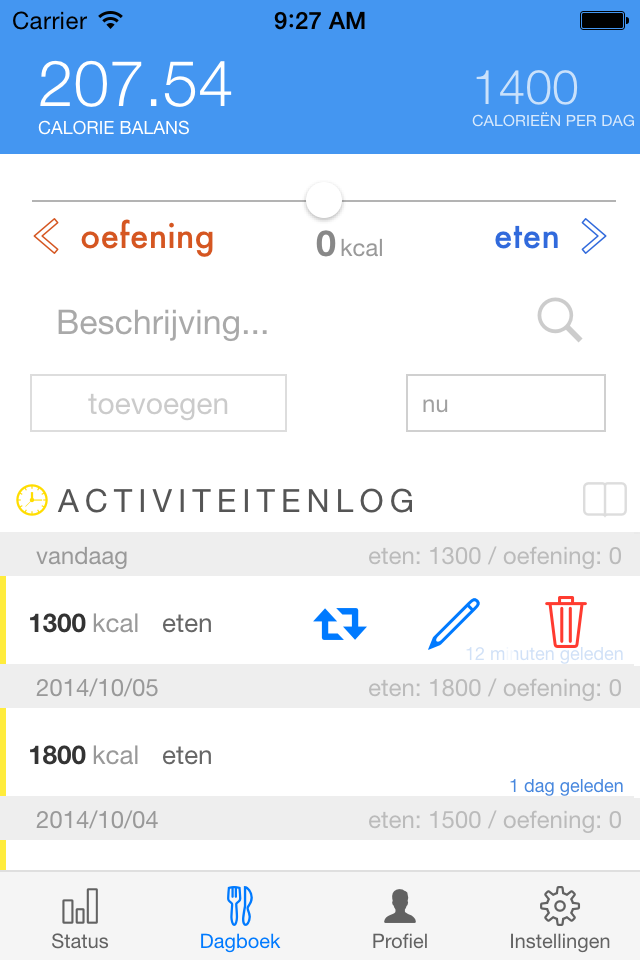 Carrier 9:27 AM
207.54 1400
CALORIE BALANS CALORIEËN PER DAG
oefening 0 kcal eten
Beschrijving...
toevoegen nu
ACTIVITEITENLOG
vandaag eten: 1300 / oefening: 0
1300 kcal eten
12 minuten geleden
2014/10/05 eten: 1800 / oefening: 0
1800 kcal eten
1 dag geleden
2014/10/04 eten: 1500 / oefening: 0
Status Dagboek Profiel Instellingen